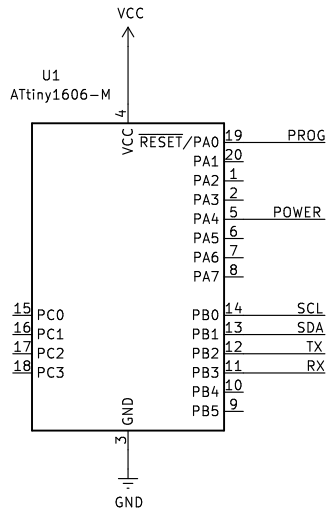 VCC
U1
ATtiny1606-M
4
VCC
RESET/PA0 19 PROG
PA1 20
PA2 1
PA3 2
PA4 5 POWER
PA5 6
PA6 7
PA7 8
15 PC0 PB0 14 SCL
16 PC1 PB1 13 SDA
17 PC2 PB2 12 TX
18 PC3 PB3 11 RX
PB4 10
PB5 9
GND
3
GND